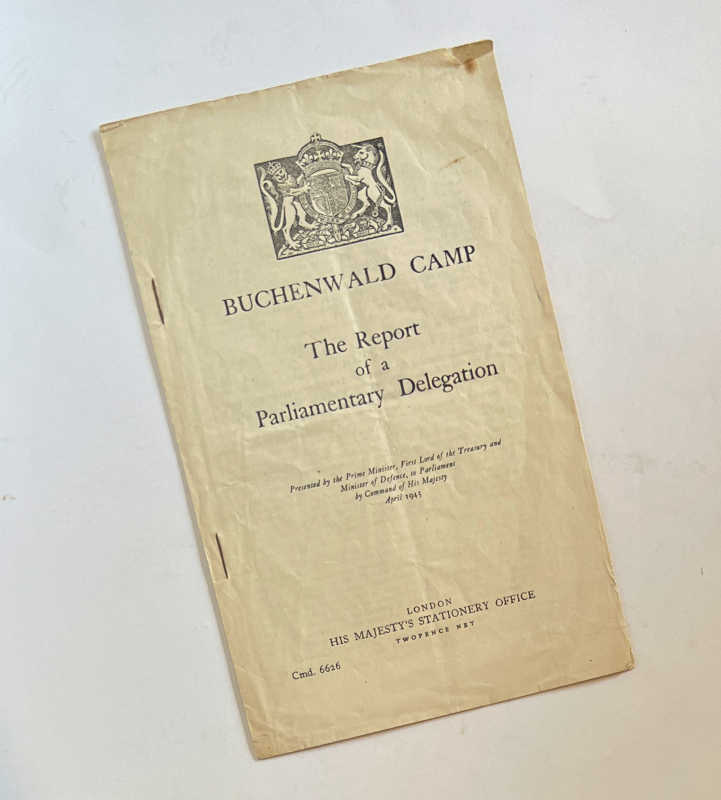 BUCHENWALD CAMP
The Report
of a
Parliamentary Delegation
Presented by the Prime Minister, First Lord of the Treasury and
Minister of Defence, to Parliament
by Command of His Majesty
April 1945
LONDON
HIS MAJESTY'S STATIONERY OFFICE
TWOPENCE NET
Cmd. 6626